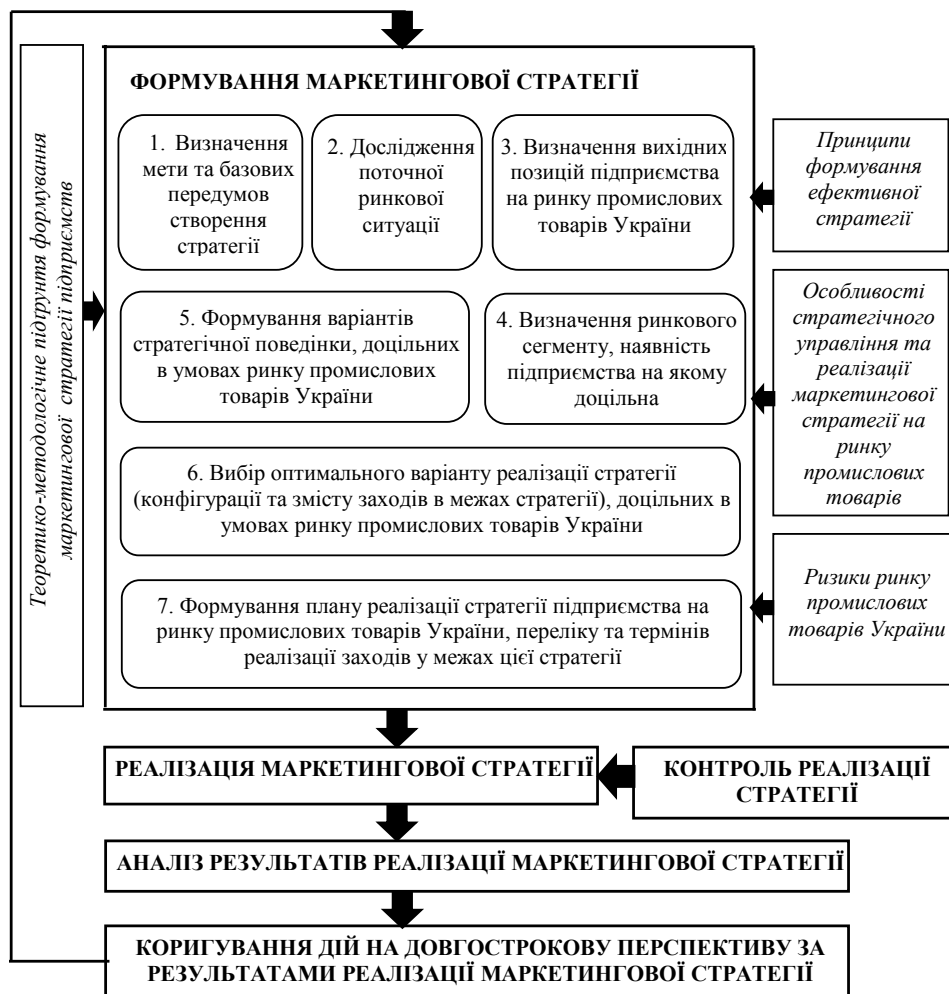 Теоретико-методологічне підґрунтя формування
маркетингової стратегії підприємств
ФОРМУВАННЯ МАРКЕТИНГОВОЇ СТРАТЕГІЇ
1. Визначення
мети та базових
передумов
створення
стратегії
2. Дослідження
поточної
ринкової
ситуації
3. Визначення вихідних
позицій підприємства
на ринку промислових
товарів України
5. Формування варіантів
стратегічної поведінки, доцільних
в умовах ринку промислових
товарів України
4. Визначення ринкового
сегменту, наявність
підприємства на якому
доцільна
6. Вибір оптимального варіанту реалізації стратегії
(конфігурації та змісту заходів в межах стратегії), доцільних в
умовах ринку промислових товарів України
7. Формування плану реалізації стратегії підприємства на
ринку промислових товарів України, переліку та термінів
реалізації заходів у межах цієї стратегії
Принципи
формування
ефективної
стратегії
Особливості
стратегічного
управління та
реалізації
маркетингової
стратегії на
ринку
промислових
товарів
Ризики ринку
промислових
товарів України
РЕАЛІЗАЦІЯ МАРКЕТИНГОВОЇ СТРАТЕГІЇ
КОНТРОЛЬ РЕАЛІЗАЦІЇ
СТРАТЕГІЇ
АНАЛІЗ РЕЗУЛЬТАТІВ РЕАЛІЗАЦІЇ МАРКЕТИНГОВОЇ СТРАТЕГІЇ
КОРИГУВАННЯ ДІЙ НА ДОВГОСТРОКОВУ ПЕРСПЕКТИВУ ЗА
РЕЗУЛЬТАТАМИ РЕАЛІЗАЦІЇ МАРКЕТИНГОВОЇ СТРАТЕГІЇ